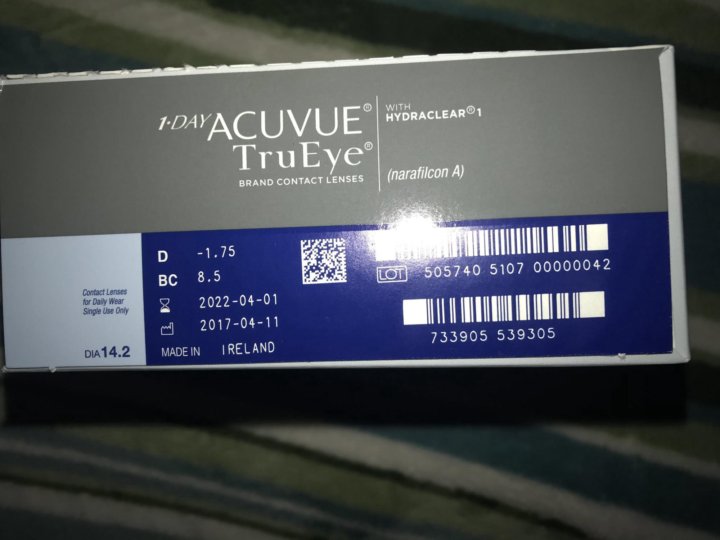 1·DAY ACUVUE®
TruEye®
BRAND CONTACT LENSES
WITH
HYDRACLEAR® 1
(narafilcon A)
Contact Lenses
for Daily Wear
Single Use Only
DIA 14.2
D -1.75
BC 8.5
2022-04-01
2017-04-11
MADE IN IRELAND
LOT 505740 5107 00000042
733905 539305